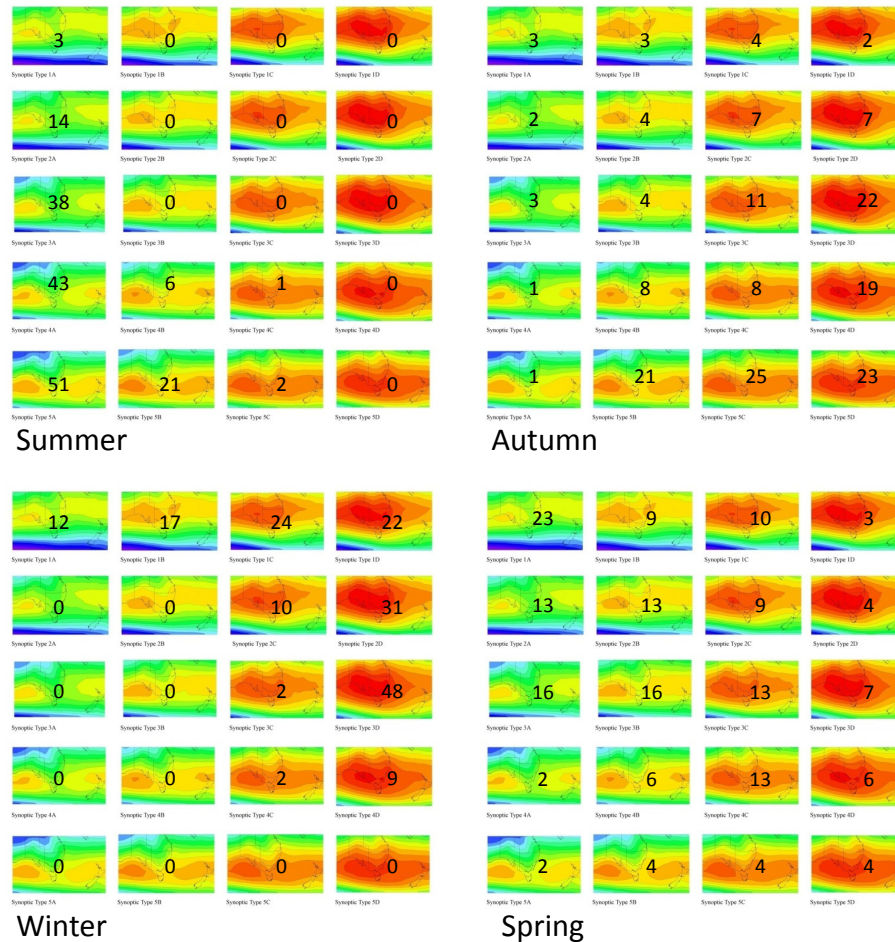 3 0 0 0
Synoptic Type 1A Synoptic Type 1B Synoptic Type 1C Synoptic Type 1D
14 0 0 0
Synoptic Type 2A Synoptic Type 2B Synoptic Type 2C Synoptic Type 2D
38 0 0 0
Synoptic Type 3A Synoptic Type 3B Synoptic Type 3C Synoptic Type 3D
43 6 1 0
Synoptic Type 4A Synoptic Type 4B Synoptic Type 4C Synoptic Type 4D
51 21 2 0
Synoptic Type 5A Synoptic Type 5B Synoptic Type 5C Synoptic Type 5D
Summer
3 3 4 2
Synoptic Type 1A Synoptic Type 1B Synoptic Type 1C Synoptic Type 1D
2 4 7 7
Synoptic Type 2A Synoptic Type 2B Synoptic Type 2C Synoptic Type 2D
3 4 11 22
Synoptic Type 3A Synoptic Type 3B Synoptic Type 3C Synoptic Type 3D
1 8 8 19
Synoptic Type 4A Synoptic Type 4B Synoptic Type 4C Synoptic Type 4D
1 21 25 23
Synoptic Type 5A Synoptic Type 5B Synoptic Type 5C Synoptic Type 5D
Autumn
12 17 24 22
Synoptic Type 1A Synoptic Type 1B Synoptic Type 1C Synoptic Type 1D
0 0 10 31
Synoptic Type 2A Synoptic Type 2B Synoptic Type 2C Synoptic Type 2D
0 0 2 48
Synoptic Type 3A Synoptic Type 3B Synoptic Type 3C Synoptic Type 3D
0 0 2 9
Synoptic Type 4A Synoptic Type 4B Synoptic Type 4C Synoptic Type 4D
0 0 0 0
Synoptic Type 5A Synoptic Type 5B Synoptic Type 5C Synoptic Type 5D
Winter
23 9 10 3
Synoptic Type 1A Synoptic Type 1B Synoptic Type 1C Synoptic Type 1D
13 13 9 4
Synoptic Type 2A Synoptic Type 2B Synoptic Type 2C Synoptic Type 2D
16 16 13 7
Synoptic Type 3A Synoptic Type 3B Synoptic Type 3C Synoptic Type 3D
2 6 13 6
Synoptic Type 4A Synoptic Type 4B Synoptic Type 4C Synoptic Type 4D
2 4 4 4
Synoptic Type 5A Synoptic Type 5B Synoptic Type 5C Synoptic Type 5D
Spring